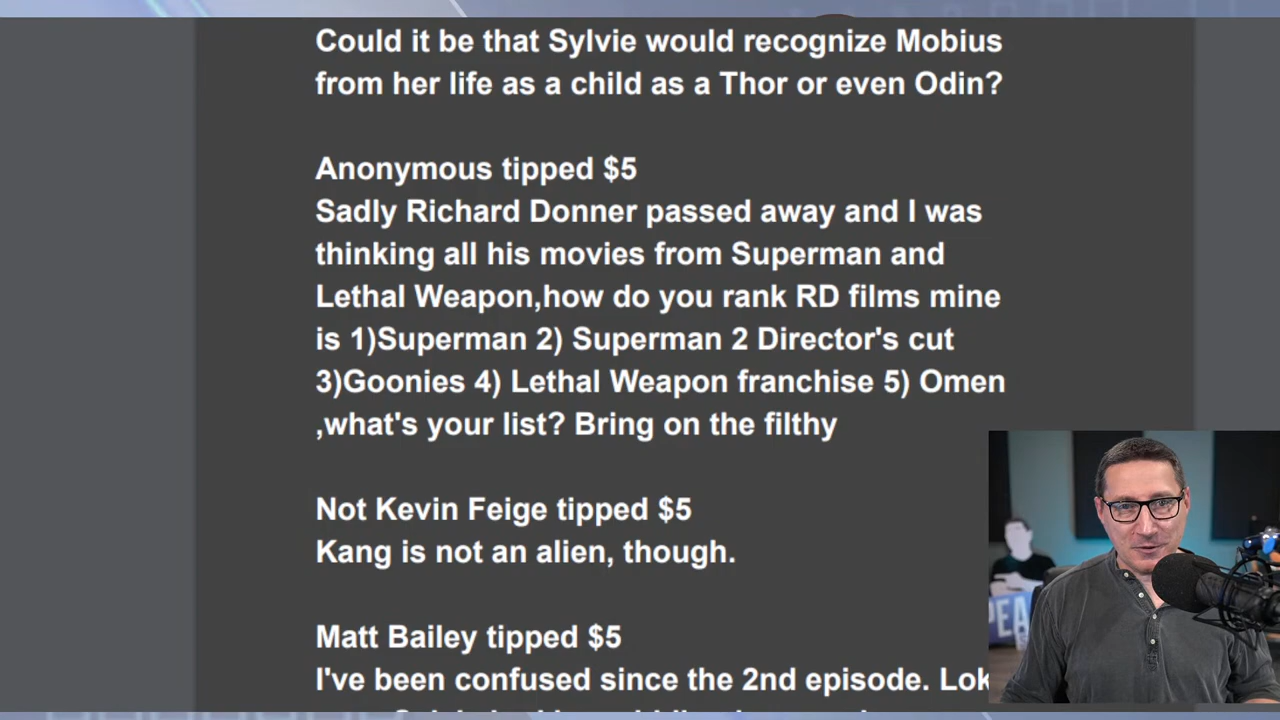 Could it be that Sylvie would recognize Mobius
from her life as a child as a Thor or even Odin?
Anonymous tipped $5
Sadly Richard Donner passed away and I was
thinking all his movies from Superman and
Lethal Weapon,how do you rank RD films mine
is 1)Superman 2) Superman 2 Director's cut
3)Goonies 4) Lethal Weapon franchise 5) Omen
,what's your list? Bring on the filthy
Not Kevin Feige tipped $5
Kang is not an alien, though.
Matt Bailey tipped $5
I've been confused since the 2nd episode. Lok
PEA